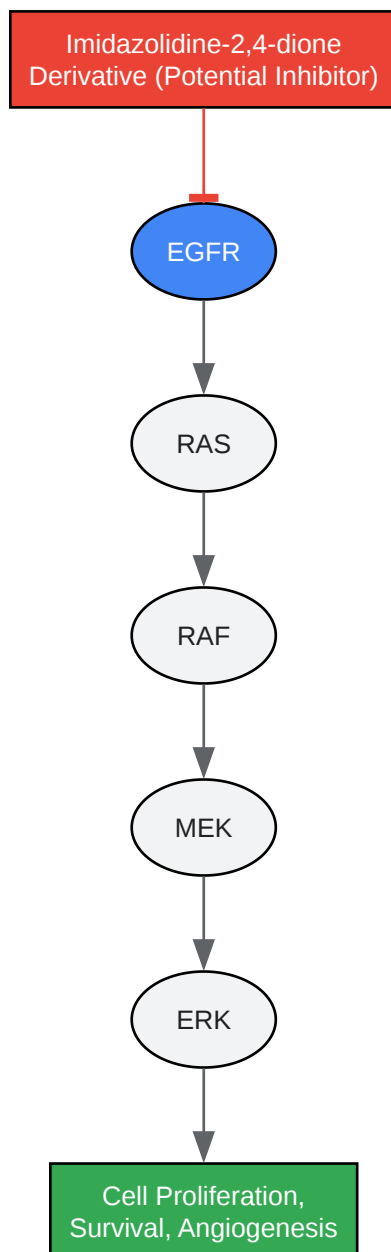 Imidazolidine-2,4-dione
Derivative (Potential Inhibitor)
EGFR
RAS
RAF
MEK
ERK
Cell Proliferation,
Survival, Angiogenesis